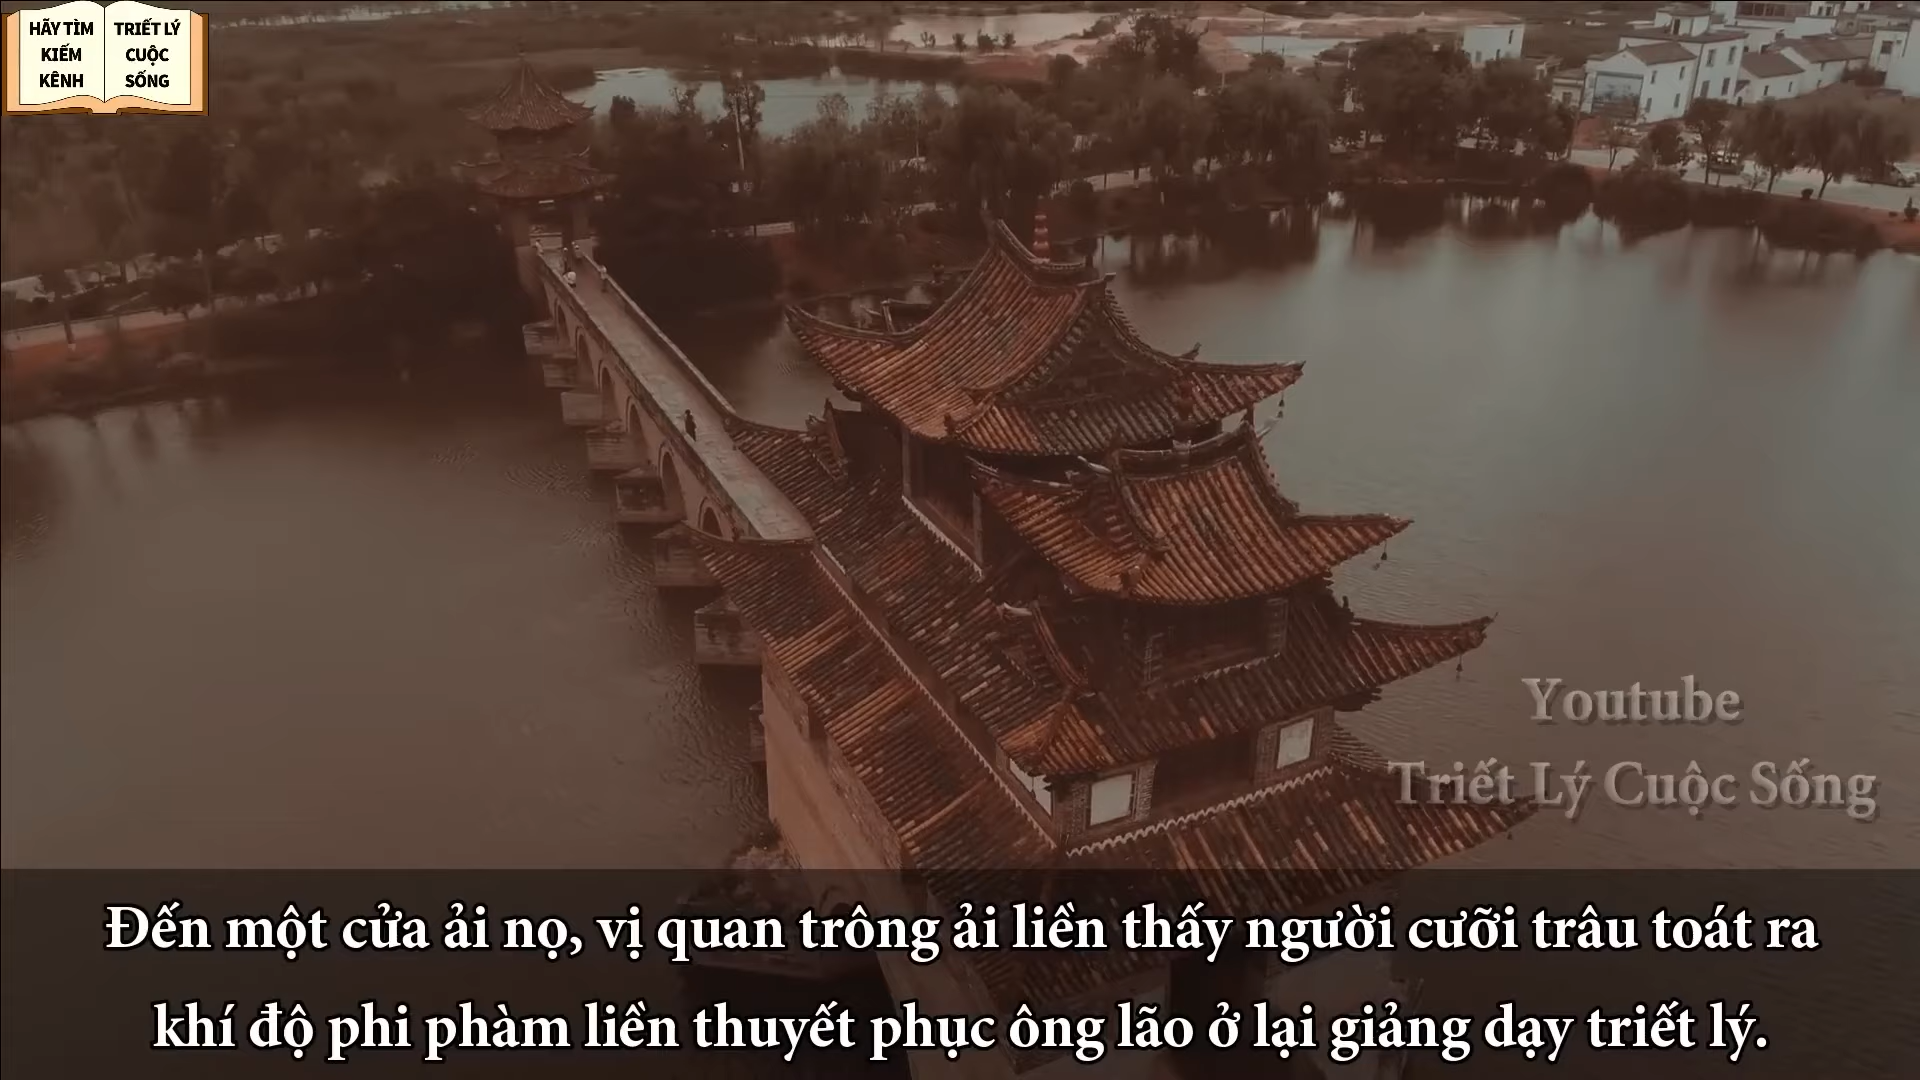 HÃY TÌM
KIẾM
KÊNH
TRIẾT LÝ
CUỘC
SỐNG
Youtube
Triết Lý Cuộc Sống
Đến một cửa ải nọ, vị quan trông ải liền thấy người cưỡi trâu toát ra
khí độ phi phàm liền thuyết phục ông lão ở lại giảng dạy triết lý.